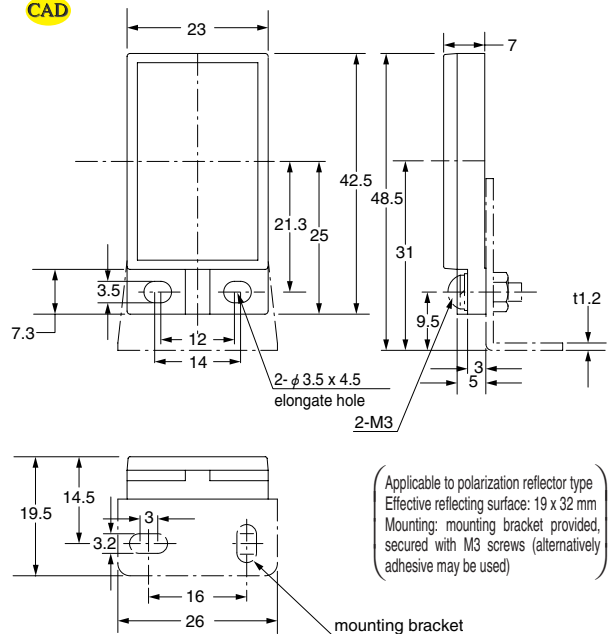 CAD
23
7
42.5
48.5
21.3
25
31
3.5
7.3
9.5
t1.2
12
14
3
5
2- ϕ 3.5 x 4.5
elongate hole
2-M3
19.5
14.5
3
3.2
16
26
mounting bracket
Applicable to polarization reflector type
Effective reflecting surface: 19 x 32 mm
Mounting: mounting bracket provided,
secured with M3 screws (alternatively
adhesive may be used)